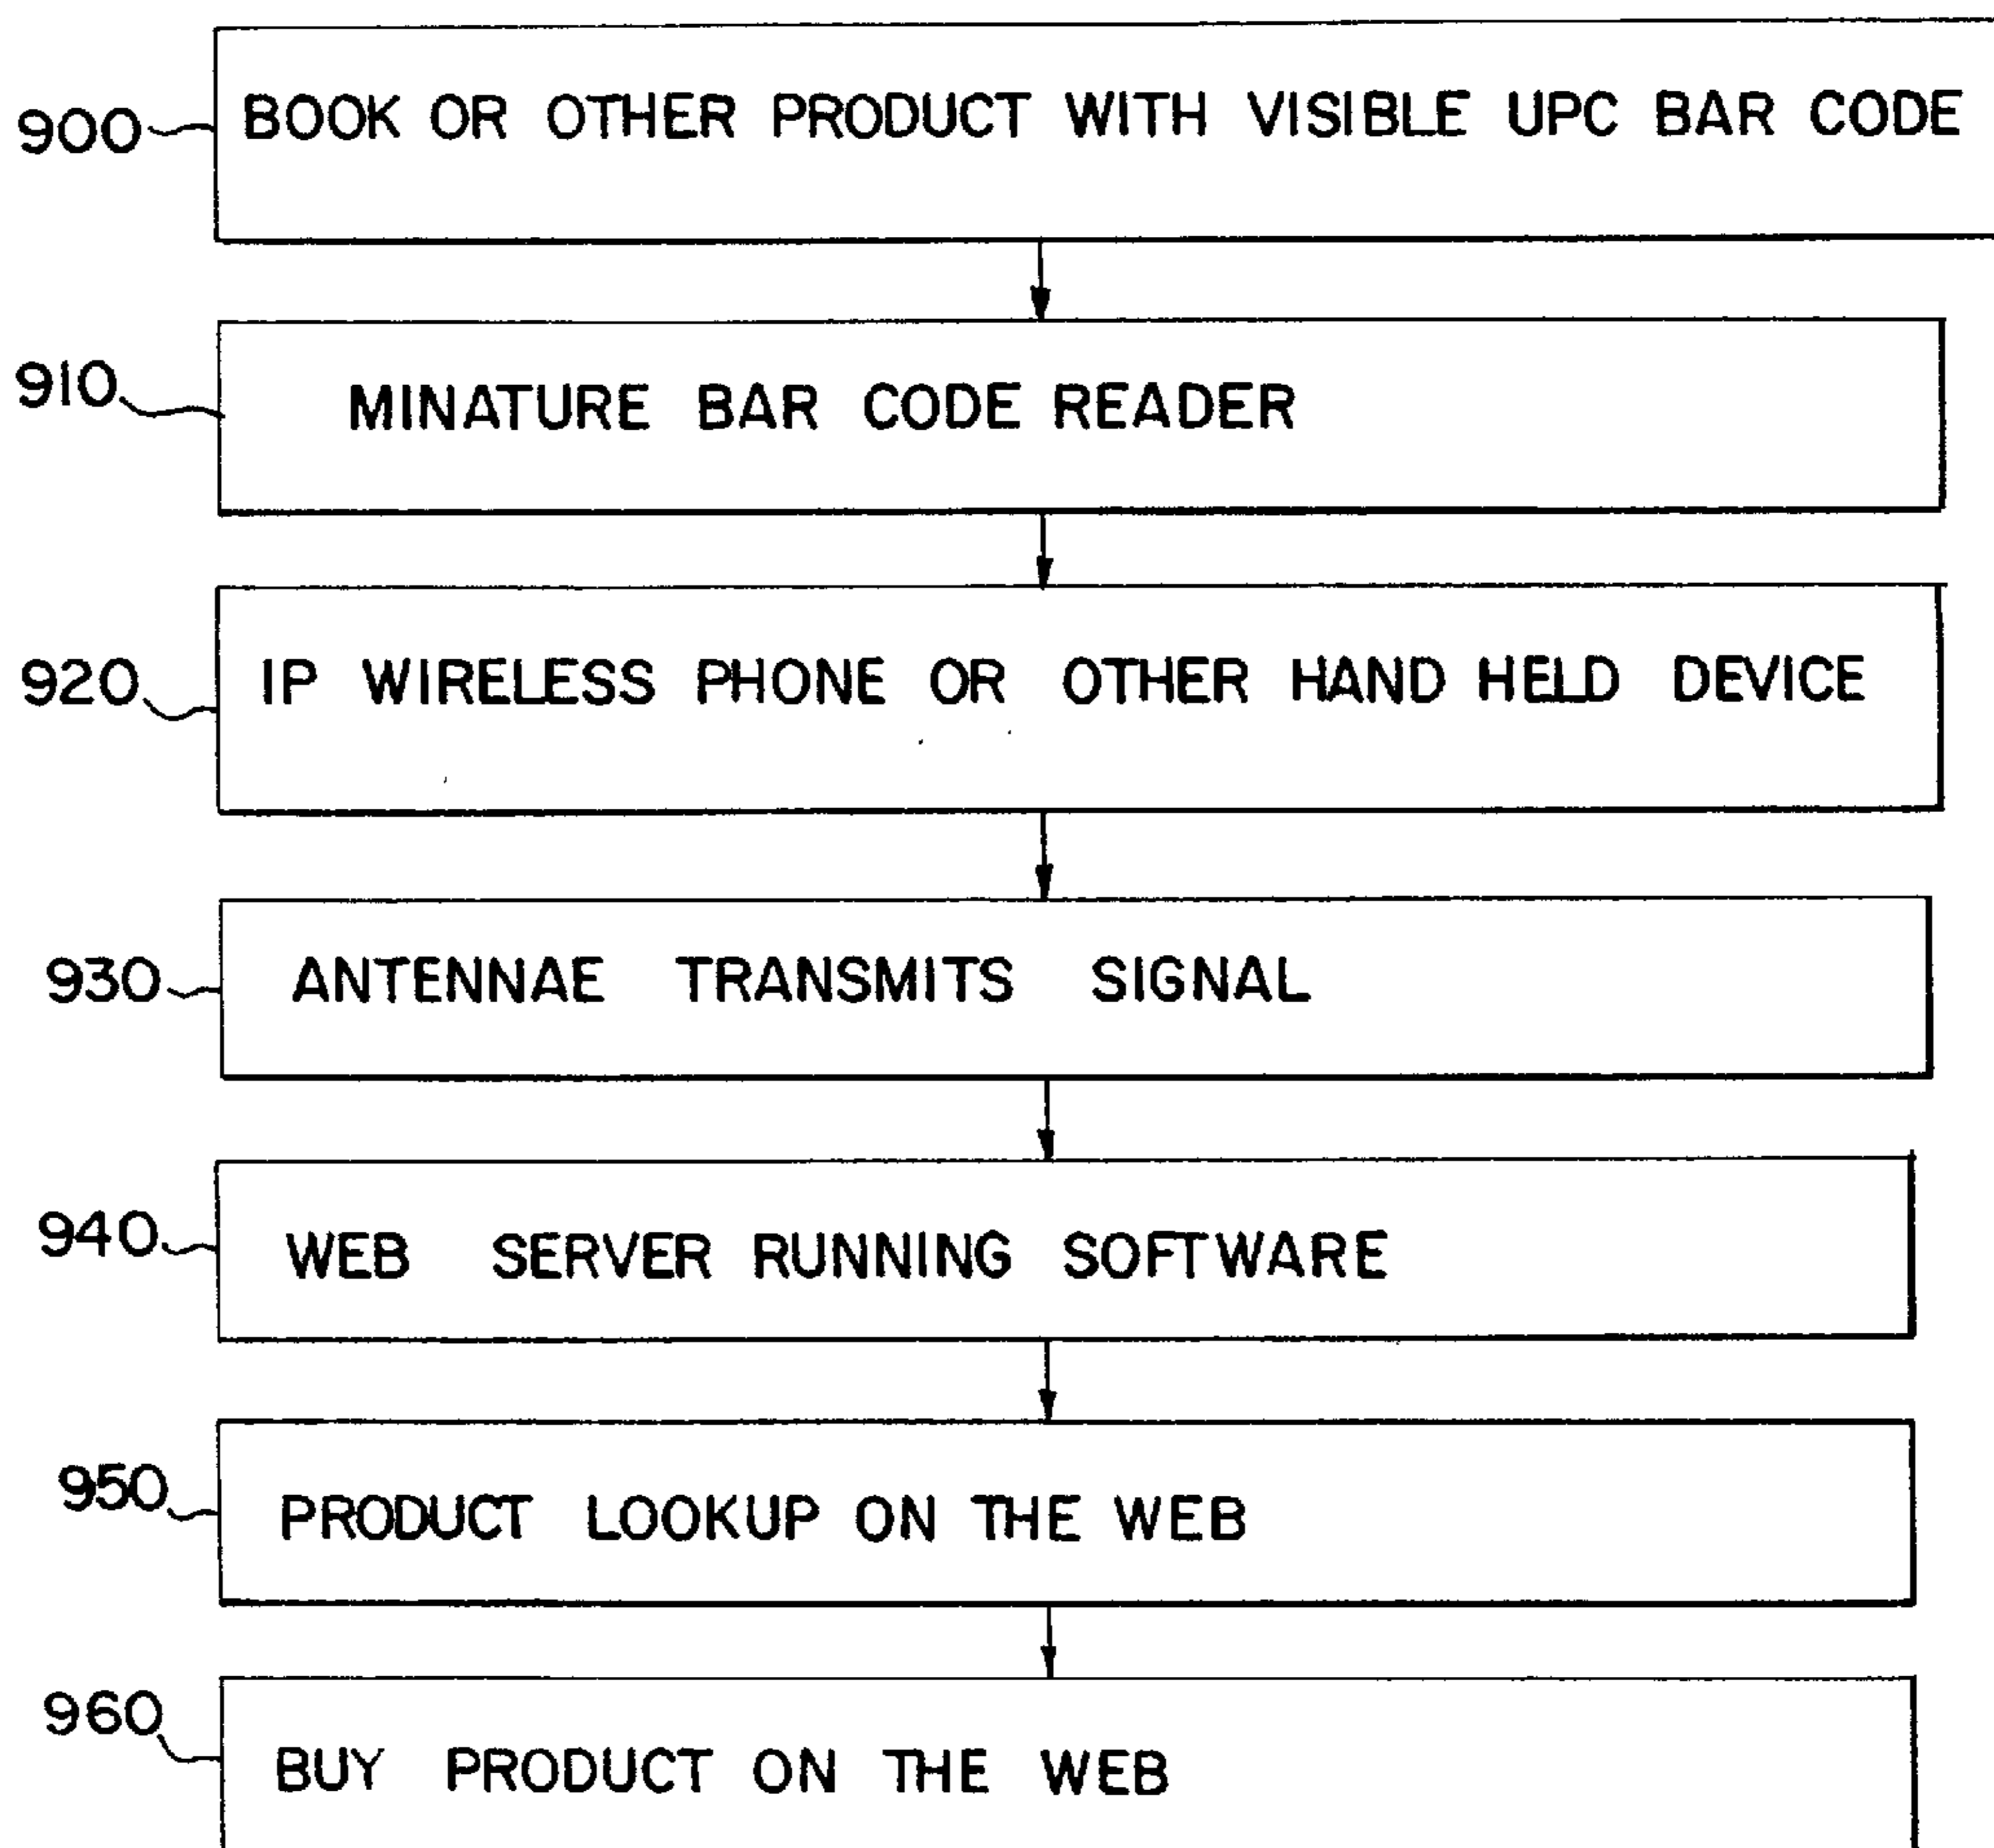 900 BOOK OR OTHER PRODUCT WITH VISIBLE UPC BAR CODE
910 MINATURE BAR CODE READER
920 IP WIRELESS PHONE OR OTHER HAND HELD DEVICE
930 ANTENNAE TRANSMITS SIGNAL
940 WEB SERVER RUNNING SOFTWARE
950 PRODUCT LOOKUP ON THE WEB
960 BUY PRODUCT ON THE WEB